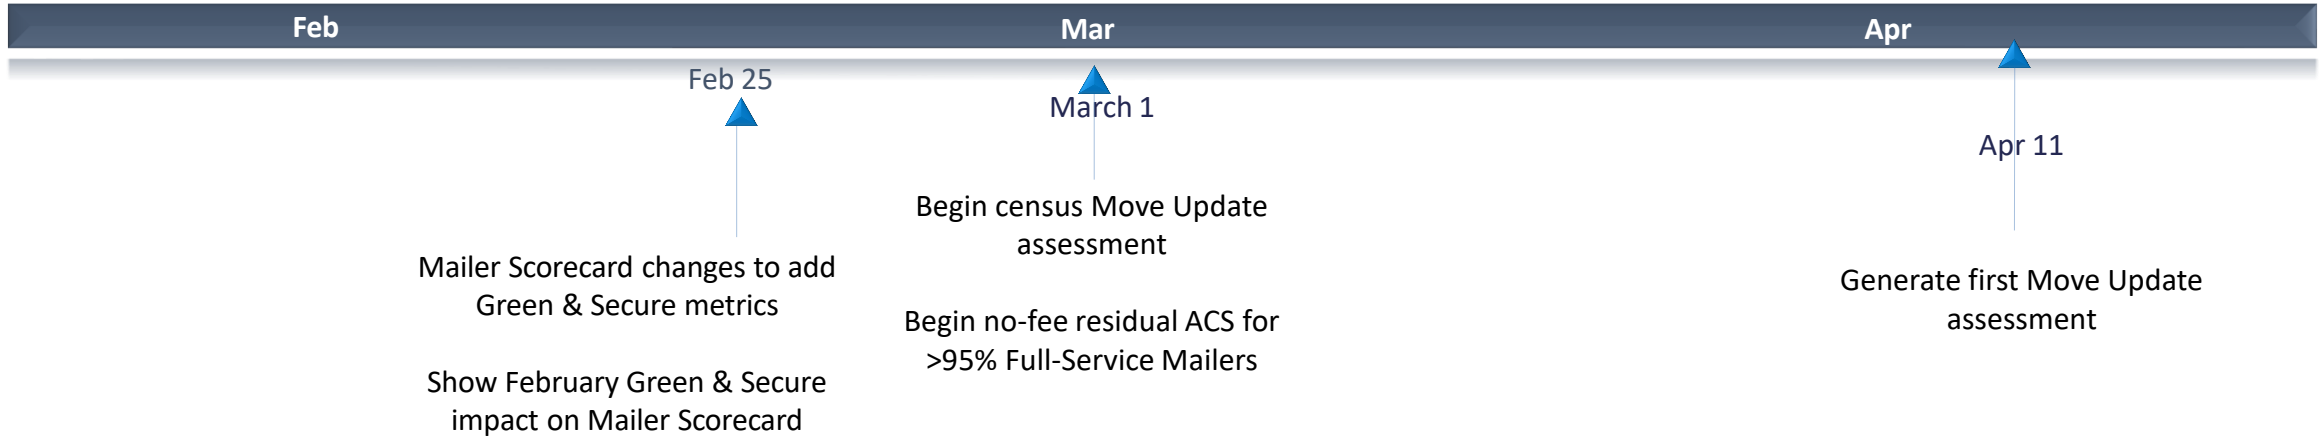 Feb
Mar
Apr
Feb 25
Mailer Scorecard changes to add
Green & Secure metrics
Show February Green & Secure
impact on Mailer Scorecard
March 1
Begin census Move Update
assessment
Begin no-fee residual ACS for
>95% Full-Service Mailers
Apr 11
Generate first Move Update
assessment